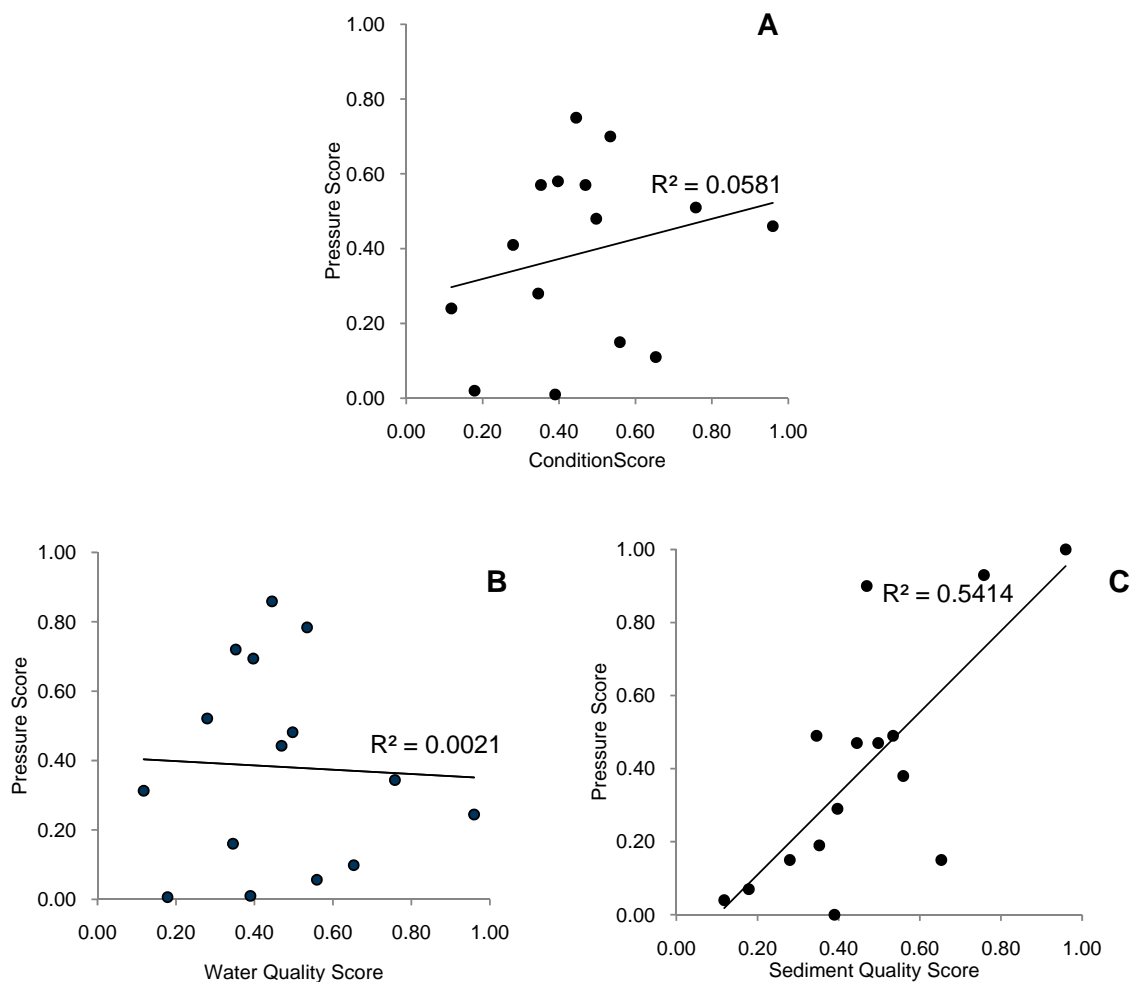 A
1.00
0.80
0.60
0.40
0.20
0.00
Pressure Score
R² = 0.0581
0.00 0.20 0.40 0.60 0.80 1.00
ConditionScore
B
1.00
0.80
0.60
0.40
0.20
0.00
Pressure Score
R² = 0.0021
0.00 0.20 0.40 0.60 0.80 1.00
Water Quality Score
C
1.00
0.80
0.60
0.40
0.20
0.00
Pressure Score
R² = 0.5414
0.00 0.20 0.40 0.60 0.80 1.00
Sediment Quality Score